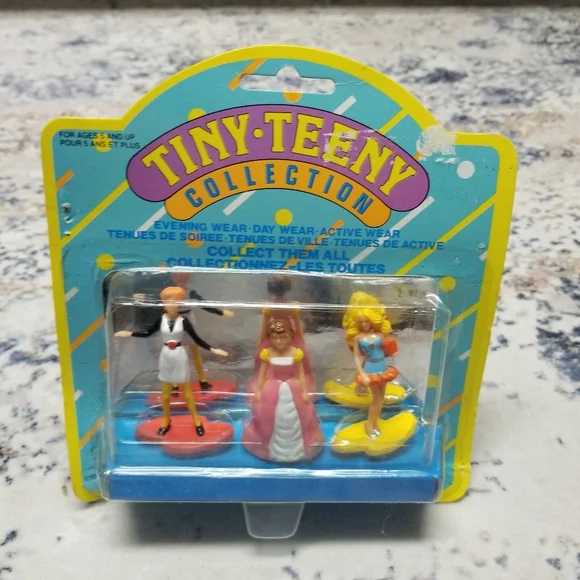 FOR AGES 5 AND UP
POUR 5 ANS ET PLUS
TINY·TEENY
COLLECTION
EVENING WEAR·DAY WEAR·ACTIVE WEAR
TENUES DE SOIREE·TENUES DE VILLE·TENUES DE ACTIVE
COLLECT THEM ALL
COLLECTIONNEZ-LES TOUTES